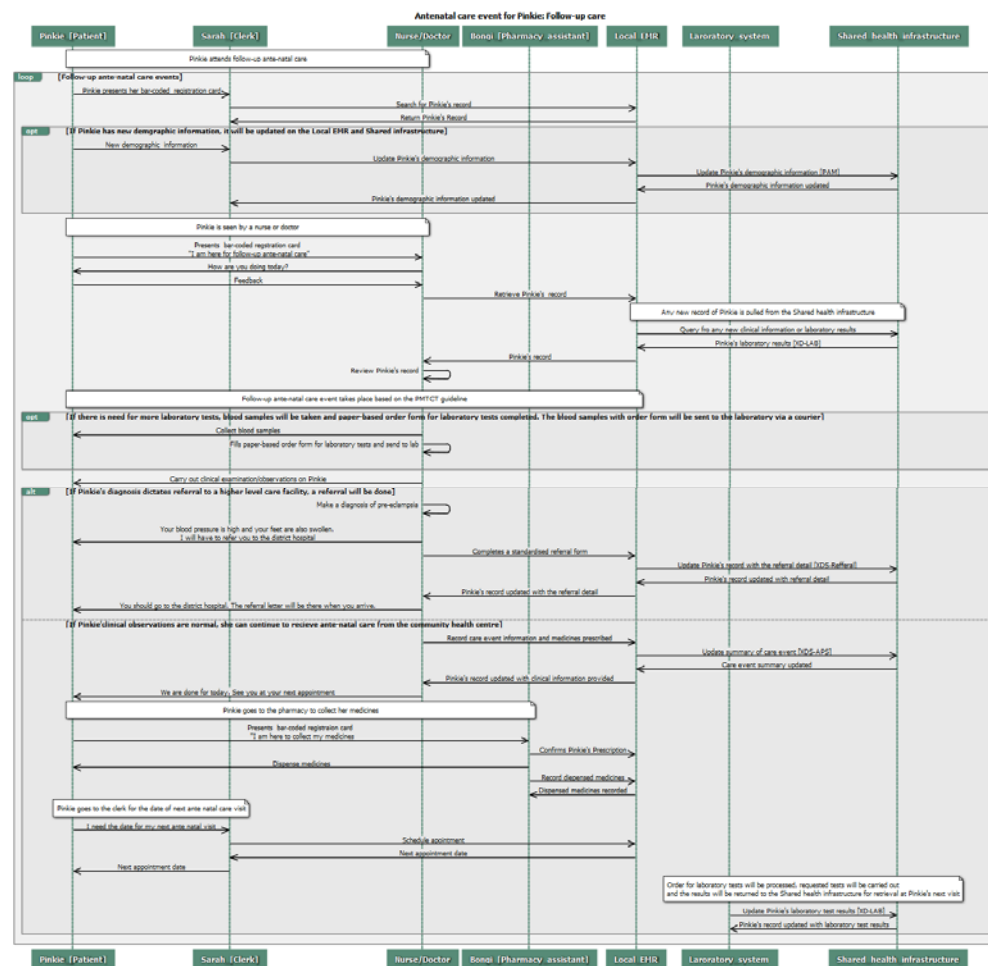 Antenatal care event for Pinkie: Follow-up care
Pinkie [Patient]
Sarah [Clerk]
Nurse/Doctor
Bongi [Pharmacy assistant]
Local EMR
Laroratory system
Shared health infrastructure
Pinkie attends follow-up ante-natal care
loop
[Follow-up ante-natal care events]
Pinkie presents her bar-coded registration card
Search for Pinkie's record
Return Pinkie's Record
opt
[If Pinkie has new demgraphic information, it will be updated on the Local EMR and Shared infrastructure]
New demographic information
Update Pinkie's demographic information
Update Pinkie's demographic information [PAM]
Pinkie's demographic information updated
Pinkie's demographic information updated
Pinkie is seen by a nurse or doctor
Presents bar-coded regstration card
"I am here for follow-up ante-natal care"
How are you doing today?
Feedback
Retrieve Pinkie's record
Any new record of Pinkie is pulled from the Shared health infrastructure
Query fro any new clinical information or laboratory results
Pinkie's laboratory results [XD-LAB]
Pinkie's record
Review Pinkie's record
Follow-up ante-natal care event takes place based on the PMTCT guideline
opt
[If there is need for more laboratory tests, blood samples will be taken and paper-based order form for laboratory tests completed. The blood samples with order form will be sent to the laboratory via a courier]
Collect blood samples
Fills paper-based order form for laboratory tests and send to lab
Carry out clinical examination/observations on Pinkie
alt
[If Pinkie's diagnosis dictates referral to a higher level care facility, a referral will be done]
Make a diagnosis of pre-eclampsia
Your blood pressure is high and your feet are also swollen.
I will have to refer you to the district hospital
Completes a standardised referral form
Update Pinkie's record with the referral detail [XDS-Refferal]
Pinkie's record updated with referral detail
Pinkie's record updated with the referral detail
You should go to the district hospital. The referral letter will be there when you arrive.
[If Pinkie'clinical observations are normal, she can continue to recieve ante-natal care from the community health centre]
Record care event information and medicines prescribed
Update summary of care event [XDS-APS]
Care event summary updated
Pinkie's record updated with clinical information provided
We are done for today. See you at your next appointment
Pinkie goes to the pharmacy to collect her medicines
Presents bar-coded registraion card
"I am here to collect my medicines
Confirms Pinkie's Prescription
Dispense medicines
Record dispensed medicines
Dispensed medicines recorded
Pinkie goes to the clerk for the date of next ante natal care visit
I need the date for my next ante natal visit
Schedule apointment
Next appointment date
Next appointment date
Order for laboratory tests will be processed, requested tests will be carried out
and the results will be returned to the Shared health infrastructure for retrieval at Pinkie's next visit
Update Pinkie's laboratory test results [XD-LAB]
Pinkie's record updated with laboratory test results
Pinkie [Patient]
Sarah [Clerk]
Nurse/Doctor
Bongi [Pharmacy assistant]
Local EMR
Laroratory system
Shared health infrastructure